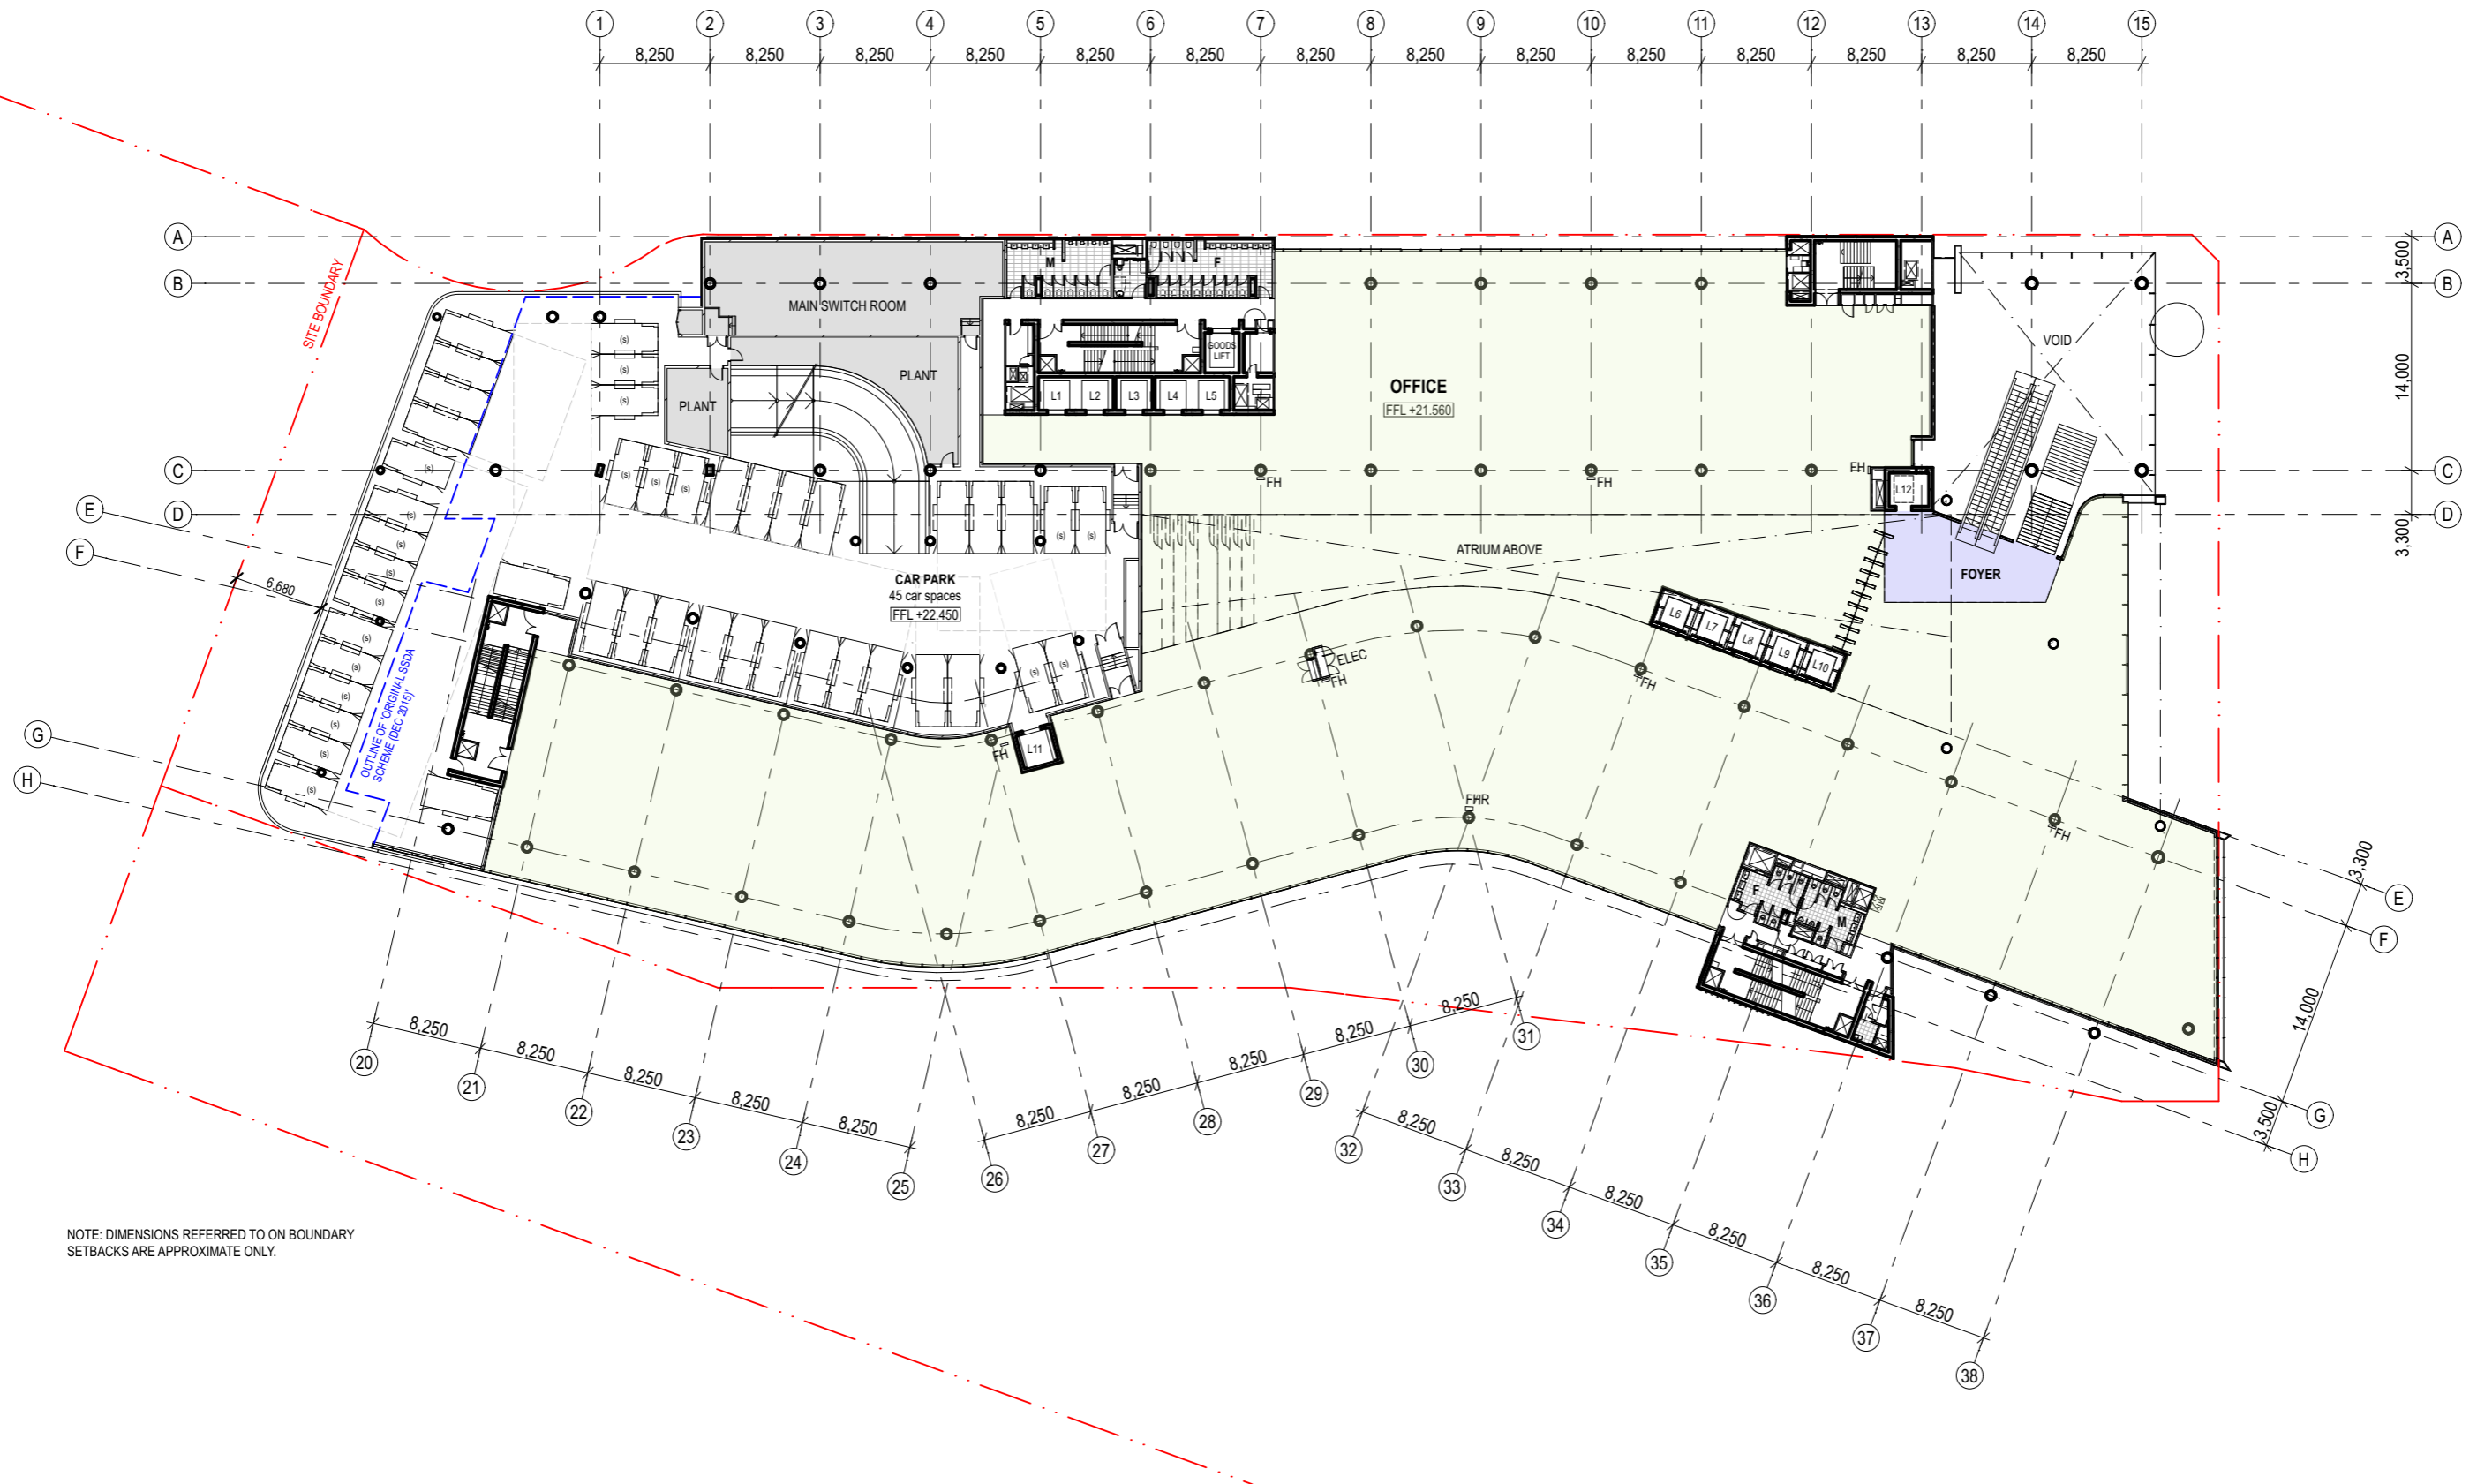 1 2 3 4 5 6 7 8 9 10 11 12 13 14 15
8,250 8,250 8,250 8,250 8,250 8,250 8,250 8,250 8,250 8,250 8,250 8,250 8,250 8,250
A A
3,500
B B
SITE BOUNDARY
M F
MAIN SWITCH ROOM
VOID
(s)
(s)
(s)
GOODS
LIFT
PLANT
PLANT
OFFICE
FFL +21.560
14,000
L1 L2 L3 L4 L5
C C
(s)
(s) (s) (s)
FH FH FH
L12
E
D D
(s)
(s)
(s)
(s) (s)
3,300
F
ATRIUM ABOVE
6,680
CAR PARK
45 car spaces
FFL +22.450
FOYER
L6 L7 L8 L9 L10
(s)
(s)
(s)
(s)
(s)
(s)
(s) (s)
ELEC
FH
FH
OUTLINE OF 'ORIGINAL SSDA
SCHEME (DEC 2015)'
G
H
L11
FH
FHR
FH
F M
3,300
E
F
14,000
G
3,500
H
8,250 8,250 8,250 8,250 8,250
20 21 22 23 24 25
8,250 8,250 8,250 8,250 8,250
26 27 28 29 30 31
8,250 8,250 8,250 8,250 8,250 8,250
32 33 34 35 36 37 38
NOTE: DIMENSIONS REFERRED TO ON BOUNDARY
SETBACKS ARE APPROXIMATE ONLY.